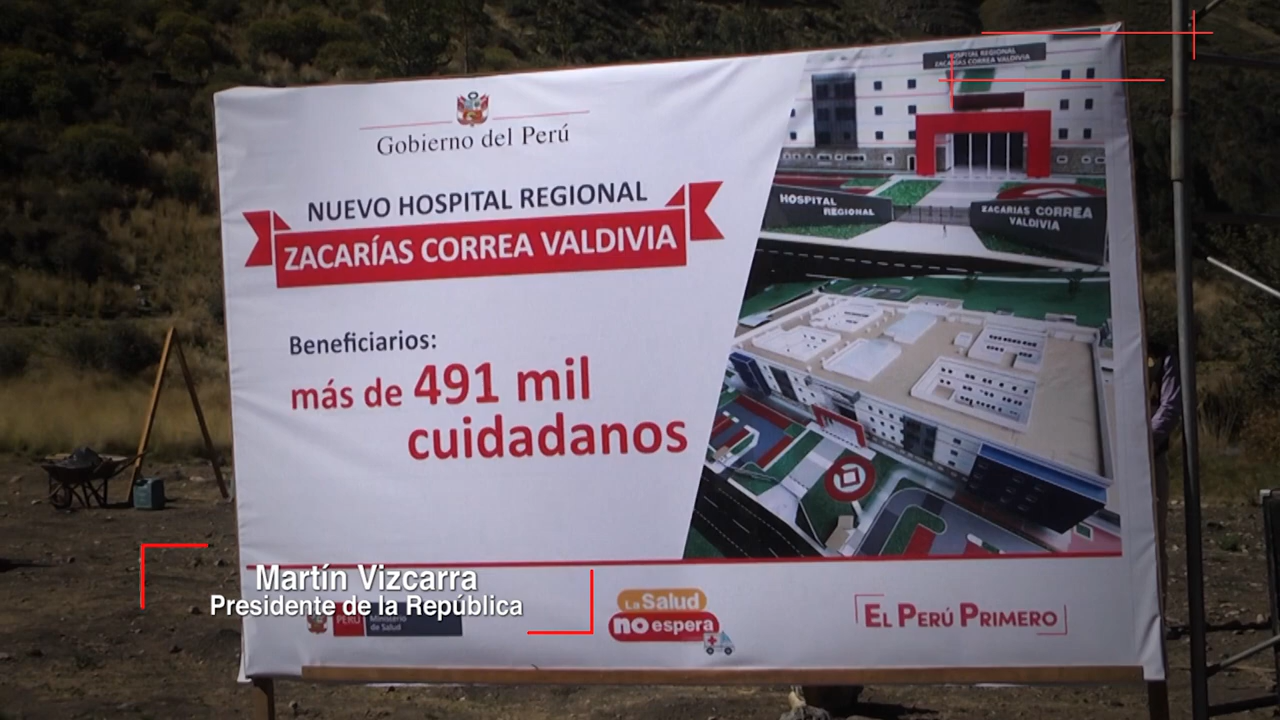 Gobierno del Perú
NUEVO HOSPITAL REGIONAL
ZACARÍAS CORREA VALDIVIA
Beneficiarios:
más de 491 mil
cuidadanos
HOSPITAL REGIONAL
ZACARÍAS CORREA VALDIVIA
HOSPITAL
REGIONAL
ZACARÍAS CORREA
VALDIVIA
Martín Vizcarra
Presidente de la República
PERÚ
Ministerio
de Salud
La Salud
no espera
EL PERÚ PRIMERO